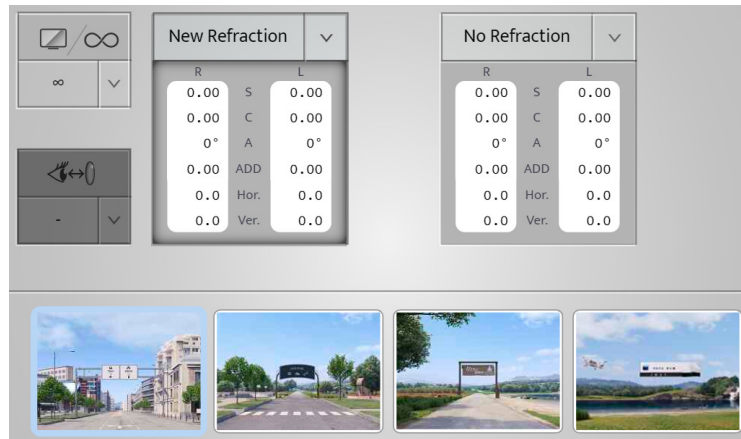 New Refraction
No Refraction
∞
R L
R L
0.00 S 0.00
0.00 S 0.00
0.00 C 0.00
0.00 C 0.00
0° A 0°
0° A 0°
0.00 ADD 0.00
0.00 ADD 0.00
0.0 Hor. 0.0
0.0 Hor. 0.0
-
0.0 Ver. 0.0
0.0 Ver. 0.0